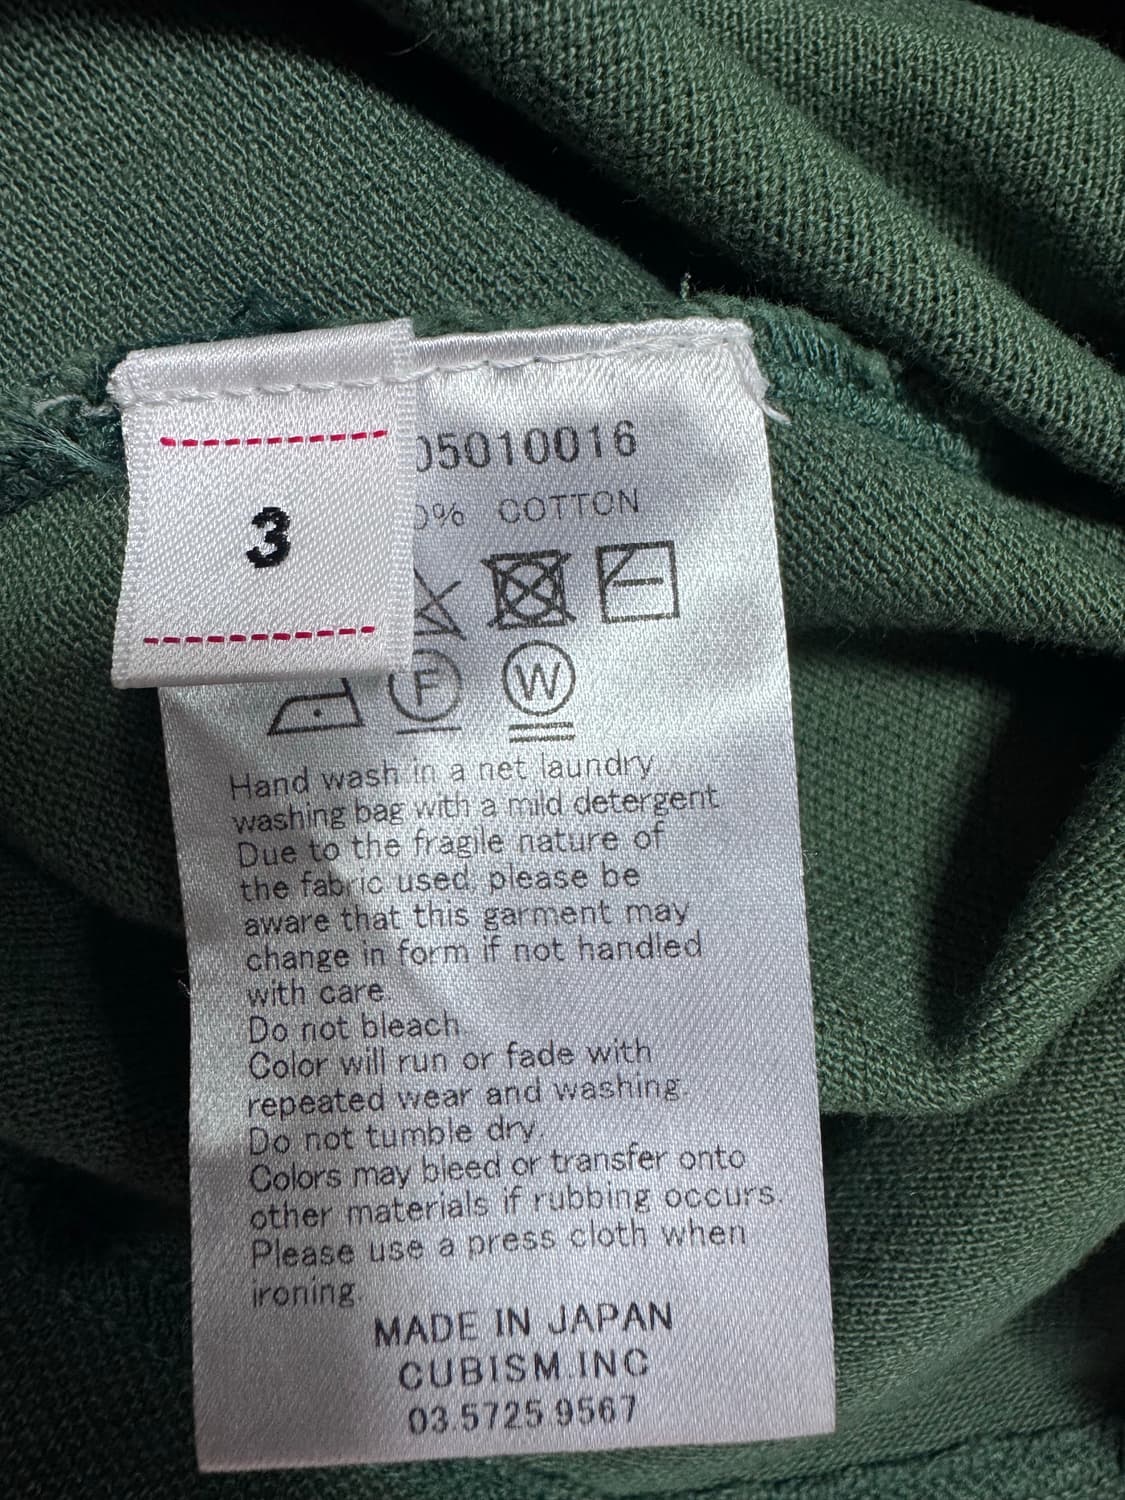 3
05010016
0% COTTON
F
W
Hand wash in a net laundry
washing bag with a mild detergent
Due to the fragile nature of
the fabric used, please be
aware that this garment may
change in form if not handled
with care.
Do not bleach.
Color will run or fade with
repeated wear and washing.
Do not tumble dry.
Colors may bleed or transfer onto
other materials if rubbing occurs.
Please use a press cloth when
ironing.
MADE IN JAPAN
CUBISM.INC
03.5725.9567